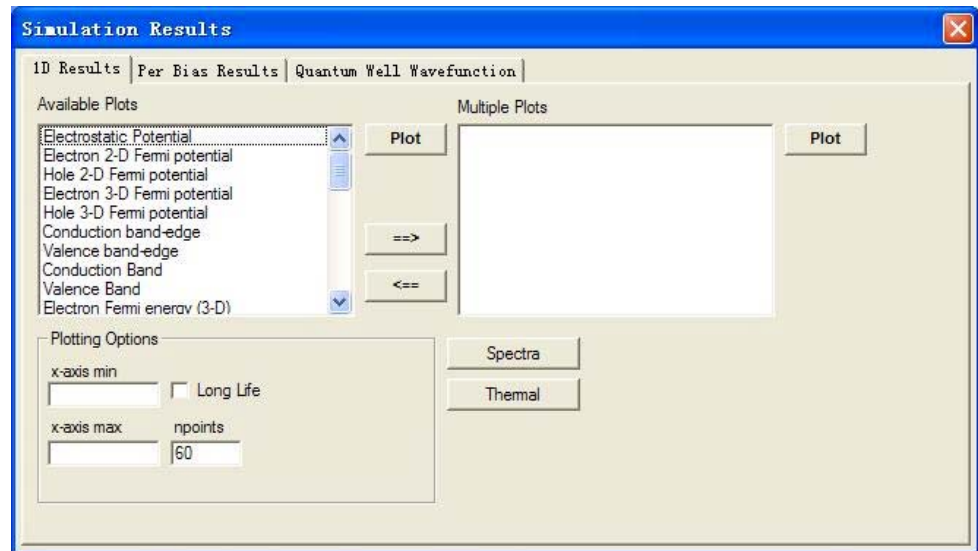 Simulation Results
1D Results Per Bias Results Quantum Well Wavefunction
Available Plots
Electrostatic Potential
Electron 2-D Fermi potential
Hole 2-D Fermi potential
Electron 3-D Fermi potential
Hole 3-D Fermi potential
Conduction band-edge
Valence band-edge
Conduction Band
Valence Band
Electron Fermi energy (3-D)
Plot
==>
<==
Multiple Plots
Plot
Plotting Options
x-axis min
Long Life
x-axis max npoints
60
Spectra
Thermal